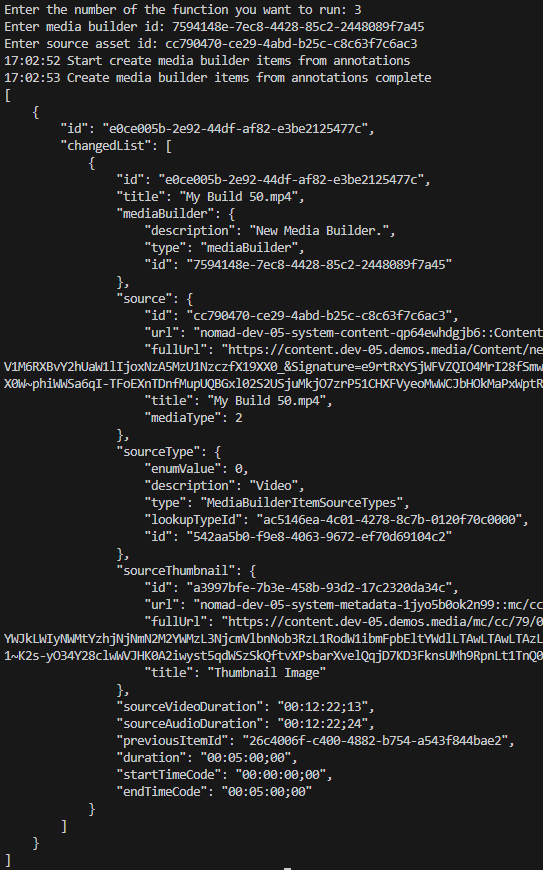 Enter the number of the function you want to run: 3
Enter media builder id: 7594148e-7ec8-4428-85c2-2448089f7a45
Enter source asset id: cc790470-ce29-4abd-b25c-c8c63f7c6ac3
17:02:52 Start create media builder items from annotations
17:02:53 Create media builder items from annotations complete
[
    {
        "id": "e0ce005b-2e92-44df-af82-e3be2125477c",
        "changedList": [
            {
                "id": "e0ce005b-2e92-44df-af82-e3be2125477c",
                "title": "My Build 50.mp4",
                "mediaBuilder": {
                    "description": "New Media Builder.",
                    "type": "mediaBuilder",
                    "id": "7594148e-7ec8-4428-85c2-2448089f7a45"
                },
                "source": {
                    "id": "cc790470-ce29-4abd-b25c-c8c63f7c6ac3",
                    "url": "nomad-dev-05-system-content-qp64ewhdgjb6::Content
                    "fullUrl": "https://content.dev-05.demos.media/Content/ne
V1M6RXBvY2hUaW1lIjoxNzA5MzU1NzczfX19XX0_&Signature=e9rtRxYSjWFVZQIO4MrI28fSmw
X0W~phiWWSa6qI-TFoEXnTDnfMupUQBGxl02S2USjuMkjO7zrP51CHXFVyeoMwWCJbHOkMaPxWptR
                    "title": "My Build 50.mp4",
                    "mediaType": 2
                },
                "sourceType": {
                    "enumValue": 0,
                    "description": "Video",
                    "type": "MediaBuilderItemSourceTypes",
                    "lookupTypeId": "ac5146ea-4c01-4278-8c7b-0120f70c0000",
                    "id": "542aa5b0-f9e8-4063-9672-ef70d69104c2"
                },
                "sourceThumbnail": {
                    "id": "a3997bfe-7b3e-458b-93d2-17c2320da34c",
                    "url": "nomad-dev-05-system-metadata-1jyo5b0ok2n99::mc/cc
                    "fullUrl": "https://content.dev-05.demos.media/mc/cc/79/0
YWJkLWIyNWMtYzhjNjNmN2M2YWMzL3NjcmVlbnNob3RzL1RodW1ibmFpbEltYWdlLTAwLTAwLTAzL
1~K2s-yO34Y28clwWVJHK0A2iwyst5qdWSzSkQftvXPsbarXvelQqjD7KD3FknsUMh9RpnLt1TnQ0
                    "title": "Thumbnail Image"
                },
                "sourceVideoDuration": "00:12:22;13",
                "sourceAudioDuration": "00:12:22;24",
                "previousItemId": "26c4006f-c400-4882-b754-a543f844bae2",
                "duration": "00:05:00;00",
                "startTimeCode": "00:00:00;00",
                "endTimeCode": "00:05:00;00"
            }
        ]
    }
]